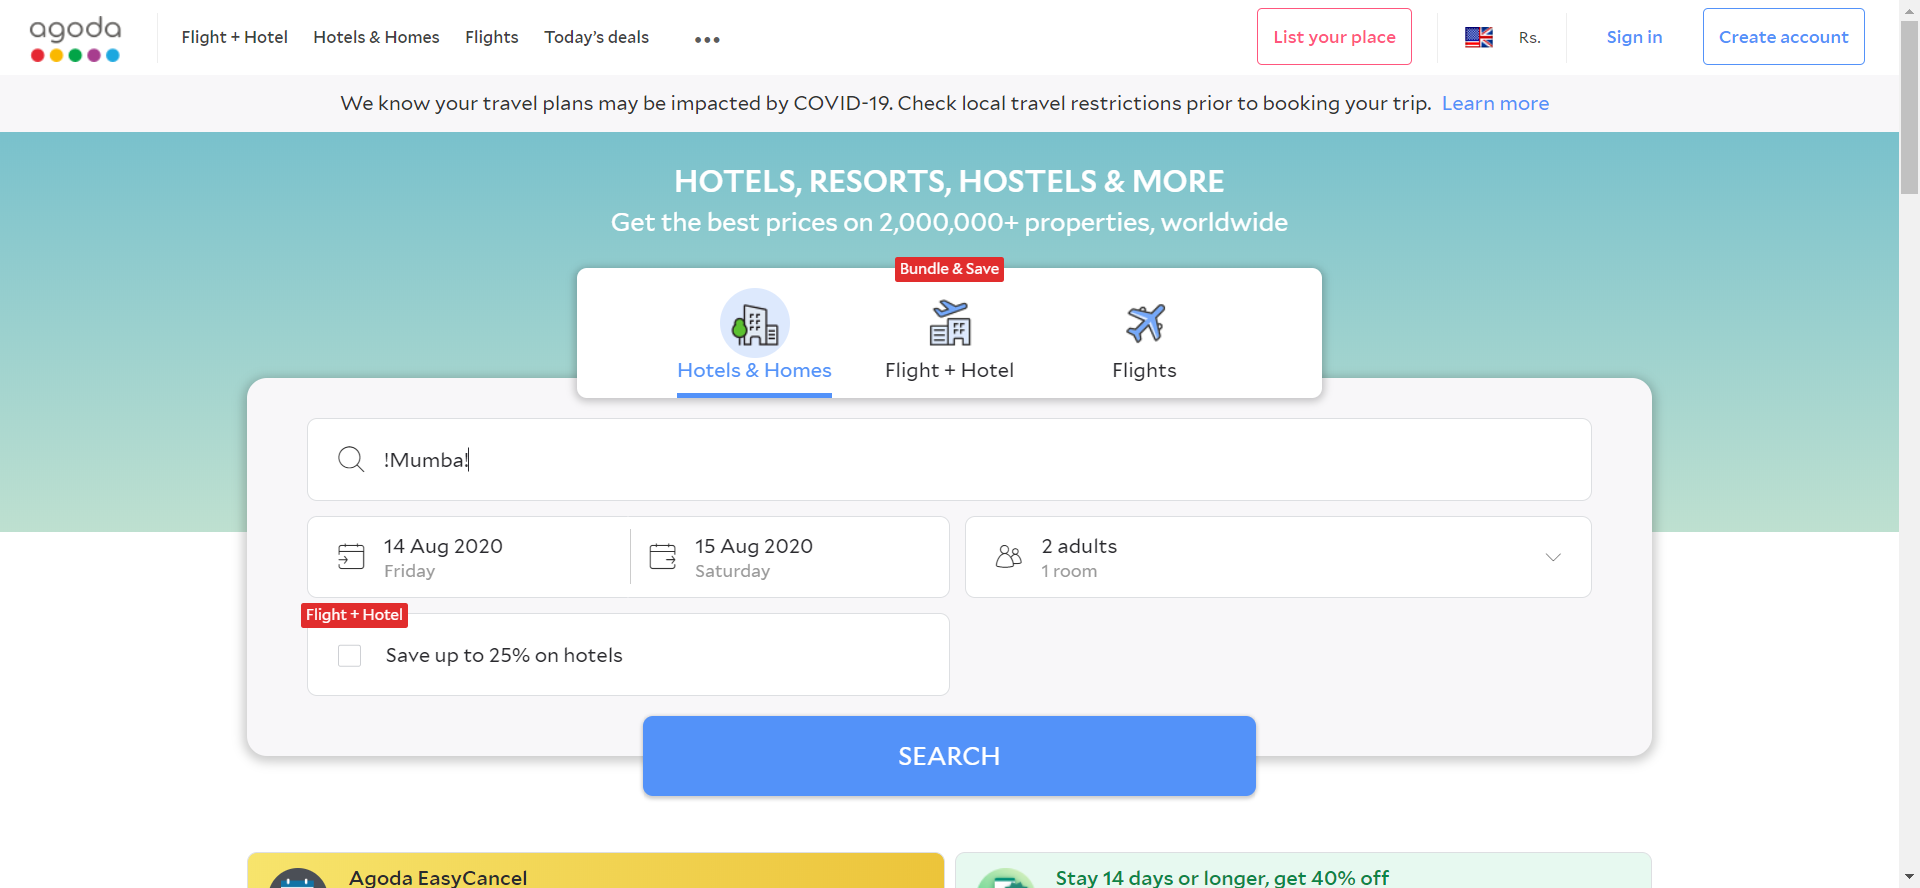 agoda
Flight + Hotel
Hotels & Homes
Flights
Today's deals
List your place
Rs.
Sign in
Create account
We know your travel plans may be impacted by COVID-19. Check local travel restrictions prior to booking your trip. Learn more
HOTELS, RESORTS, HOSTELS & MORE
Get the best prices on 2,000,000+ properties, worldwide
Bundle & Save
Hotels & Homes
Flight + Hotel
Flights
!Mumba!
14 Aug 2020
Friday
15 Aug 2020
Saturday
2 adults
1 room
Flight + Hotel
Save up to 25% on hotels
SEARCH
Agoda EasyCancel
Stay 14 days or longer, get 40% off